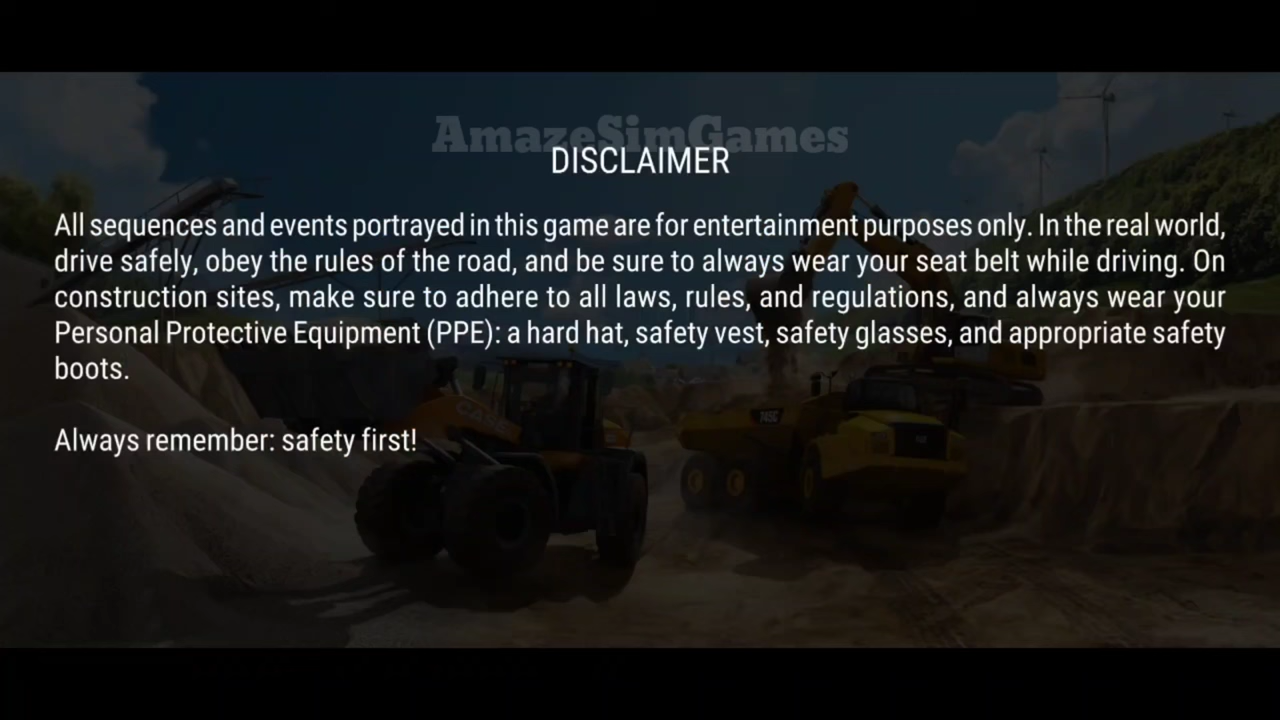 AmazeSimGames
DISCLAIMER
All sequences and events portrayed in this game are for entertainment purposes only. In the real world,
drive safely, obey the rules of the road, and be sure to always wear your seat belt while driving. On
construction sites, make sure to adhere to all laws, rules, and regulations, and always wear your
Personal Protective Equipment (PPE): a hard hat, safety vest, safety glasses, and appropriate safety
boots.
Always remember: safety first!
CASE
745C
CAT